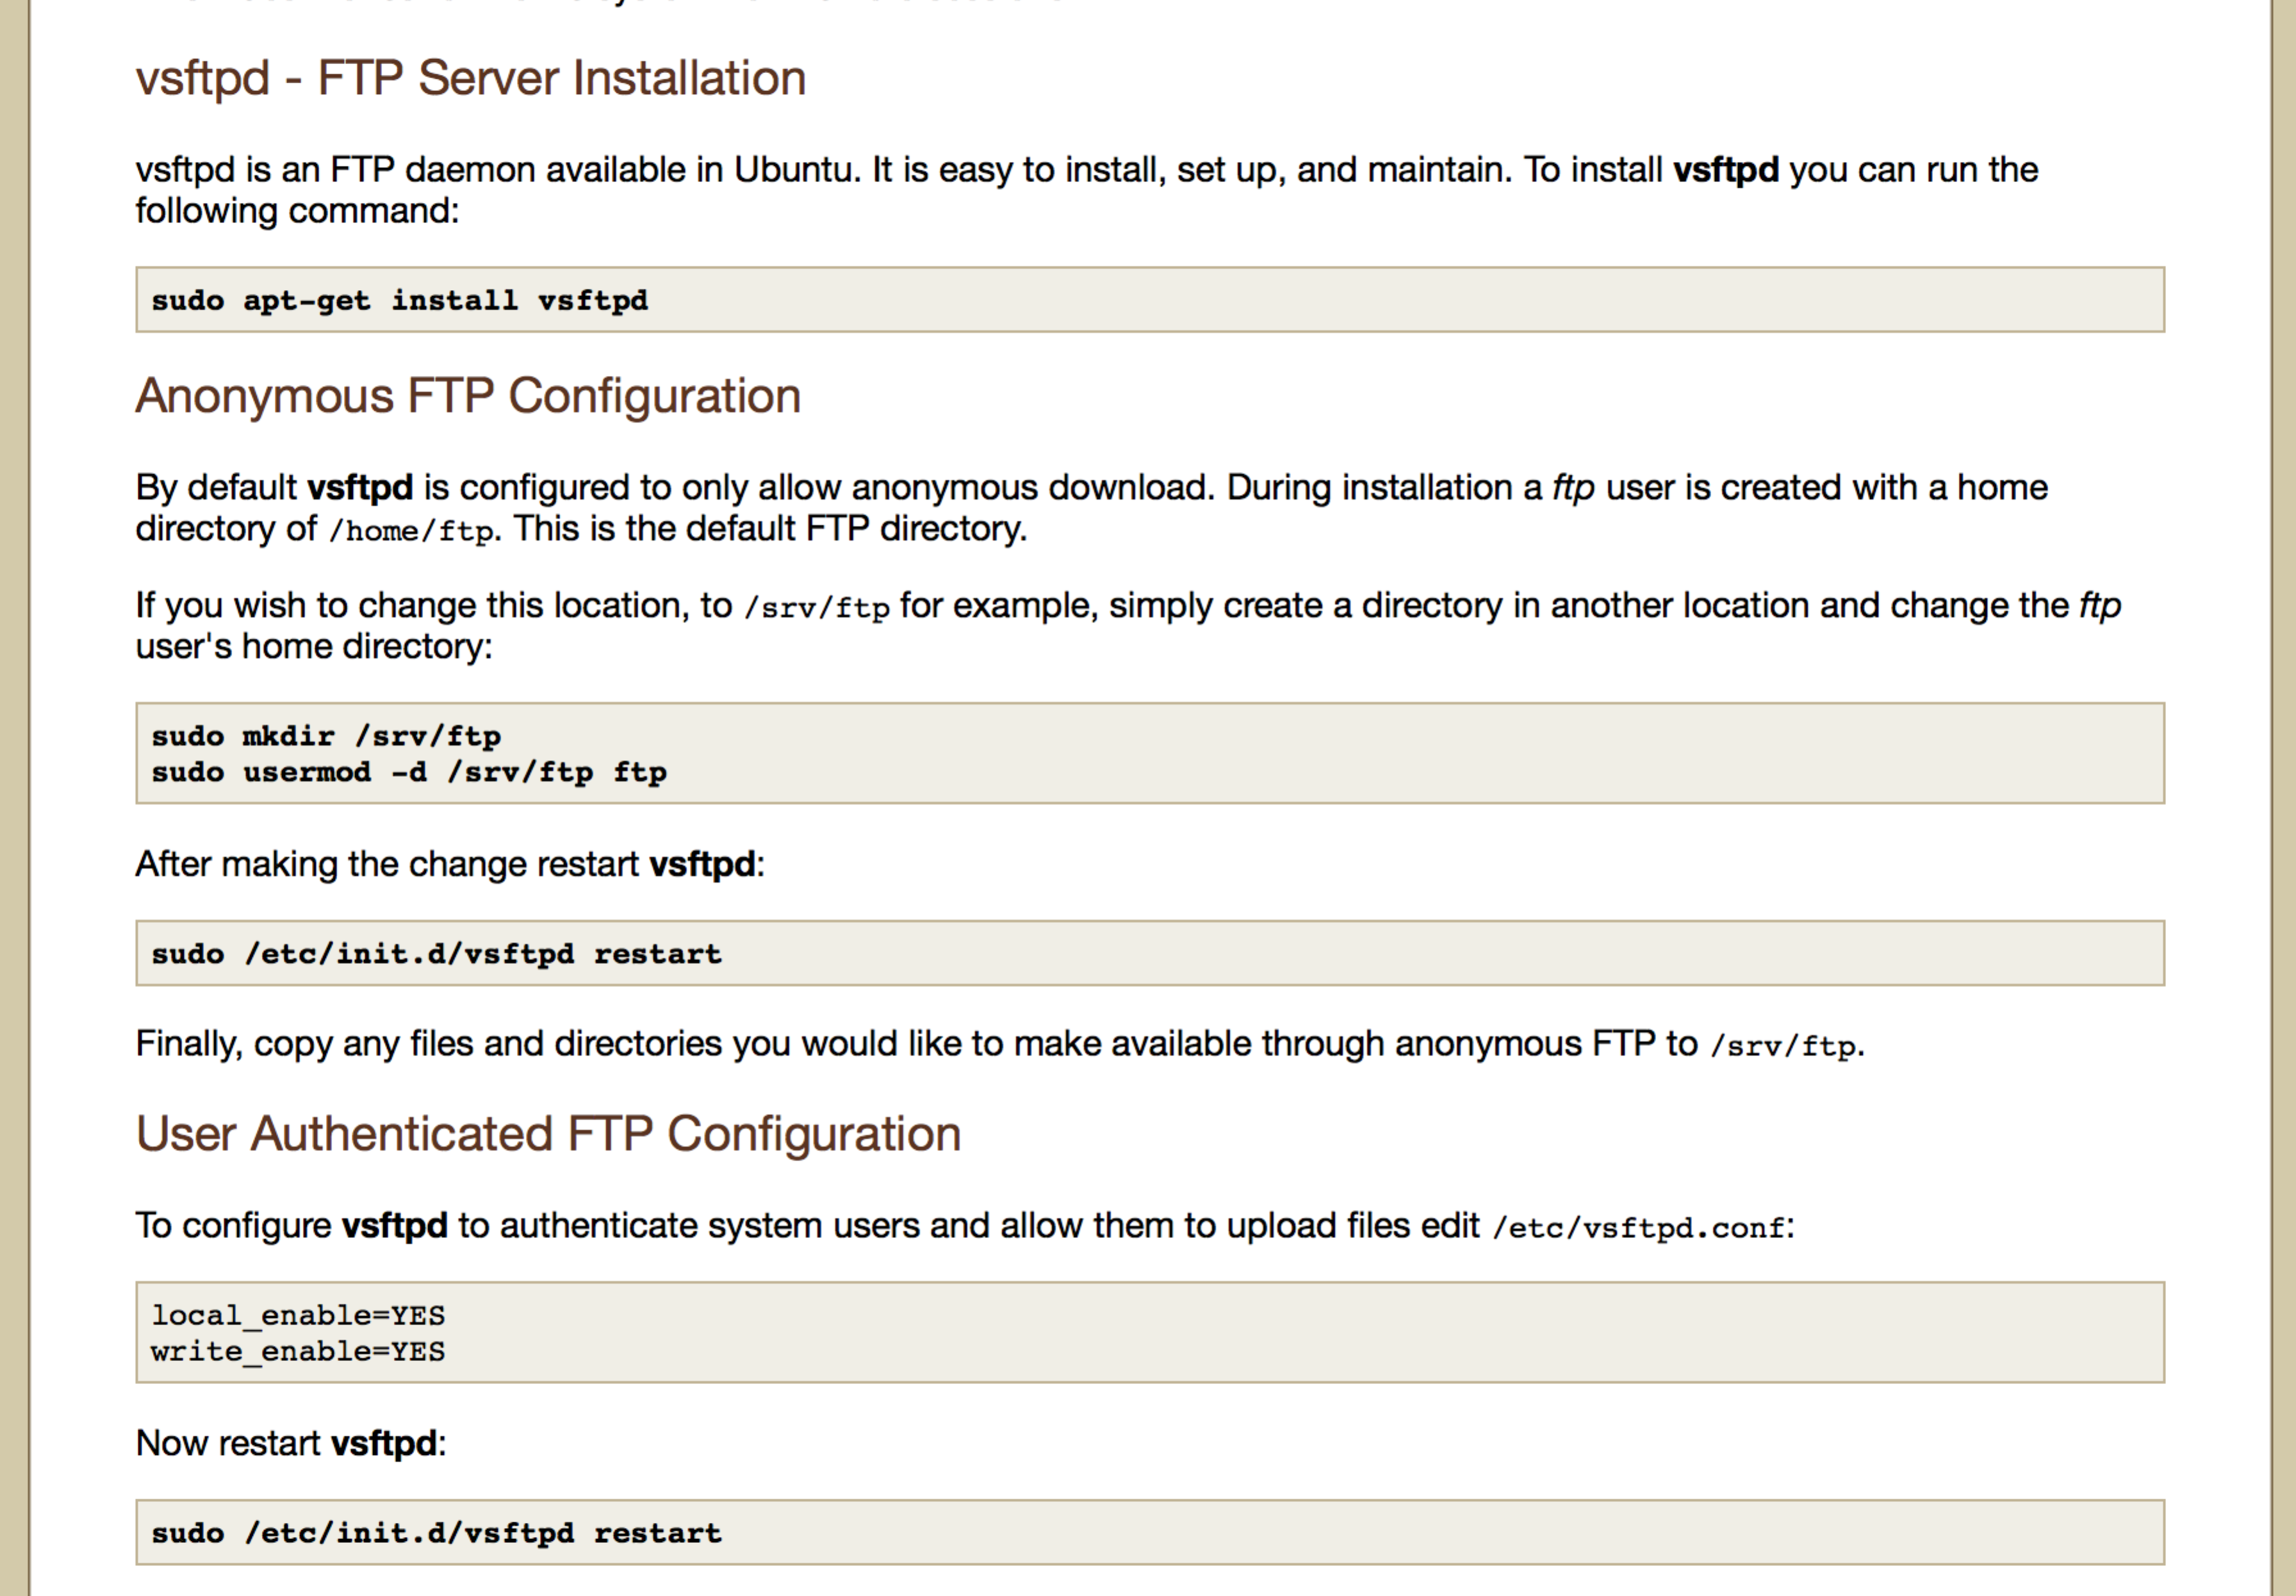 vsftpd - FTP Server Installation
vsftpd is an FTP daemon available in Ubuntu. It is easy to install, set up, and maintain. To install vsftpd you can run the
following command:
sudo apt-get install vsftpd
Anonymous FTP Configuration
By default vsftpd is configured to only allow anonymous download. During installation a ftp user is created with a home
directory of /home/ftp. This is the default FTP directory.
If you wish to change this location, to /srv/ftp for example, simply create a directory in another location and change the ftp
user's home directory:
sudo mkdir /srv/ftp
sudo usermod -d /srv/ftp ftp
After making the change restart vsftpd:
sudo /etc/init.d/vsftpd restart
Finally, copy any files and directories you would like to make available through anonymous FTP to /srv/ftp.
User Authenticated FTP Configuration
To configure vsftpd to authenticate system users and allow them to upload files edit /etc/vsftpd.conf:
local_enable=YES
write_enable=YES
Now restart vsftpd:
sudo /etc/init.d/vsftpd restart